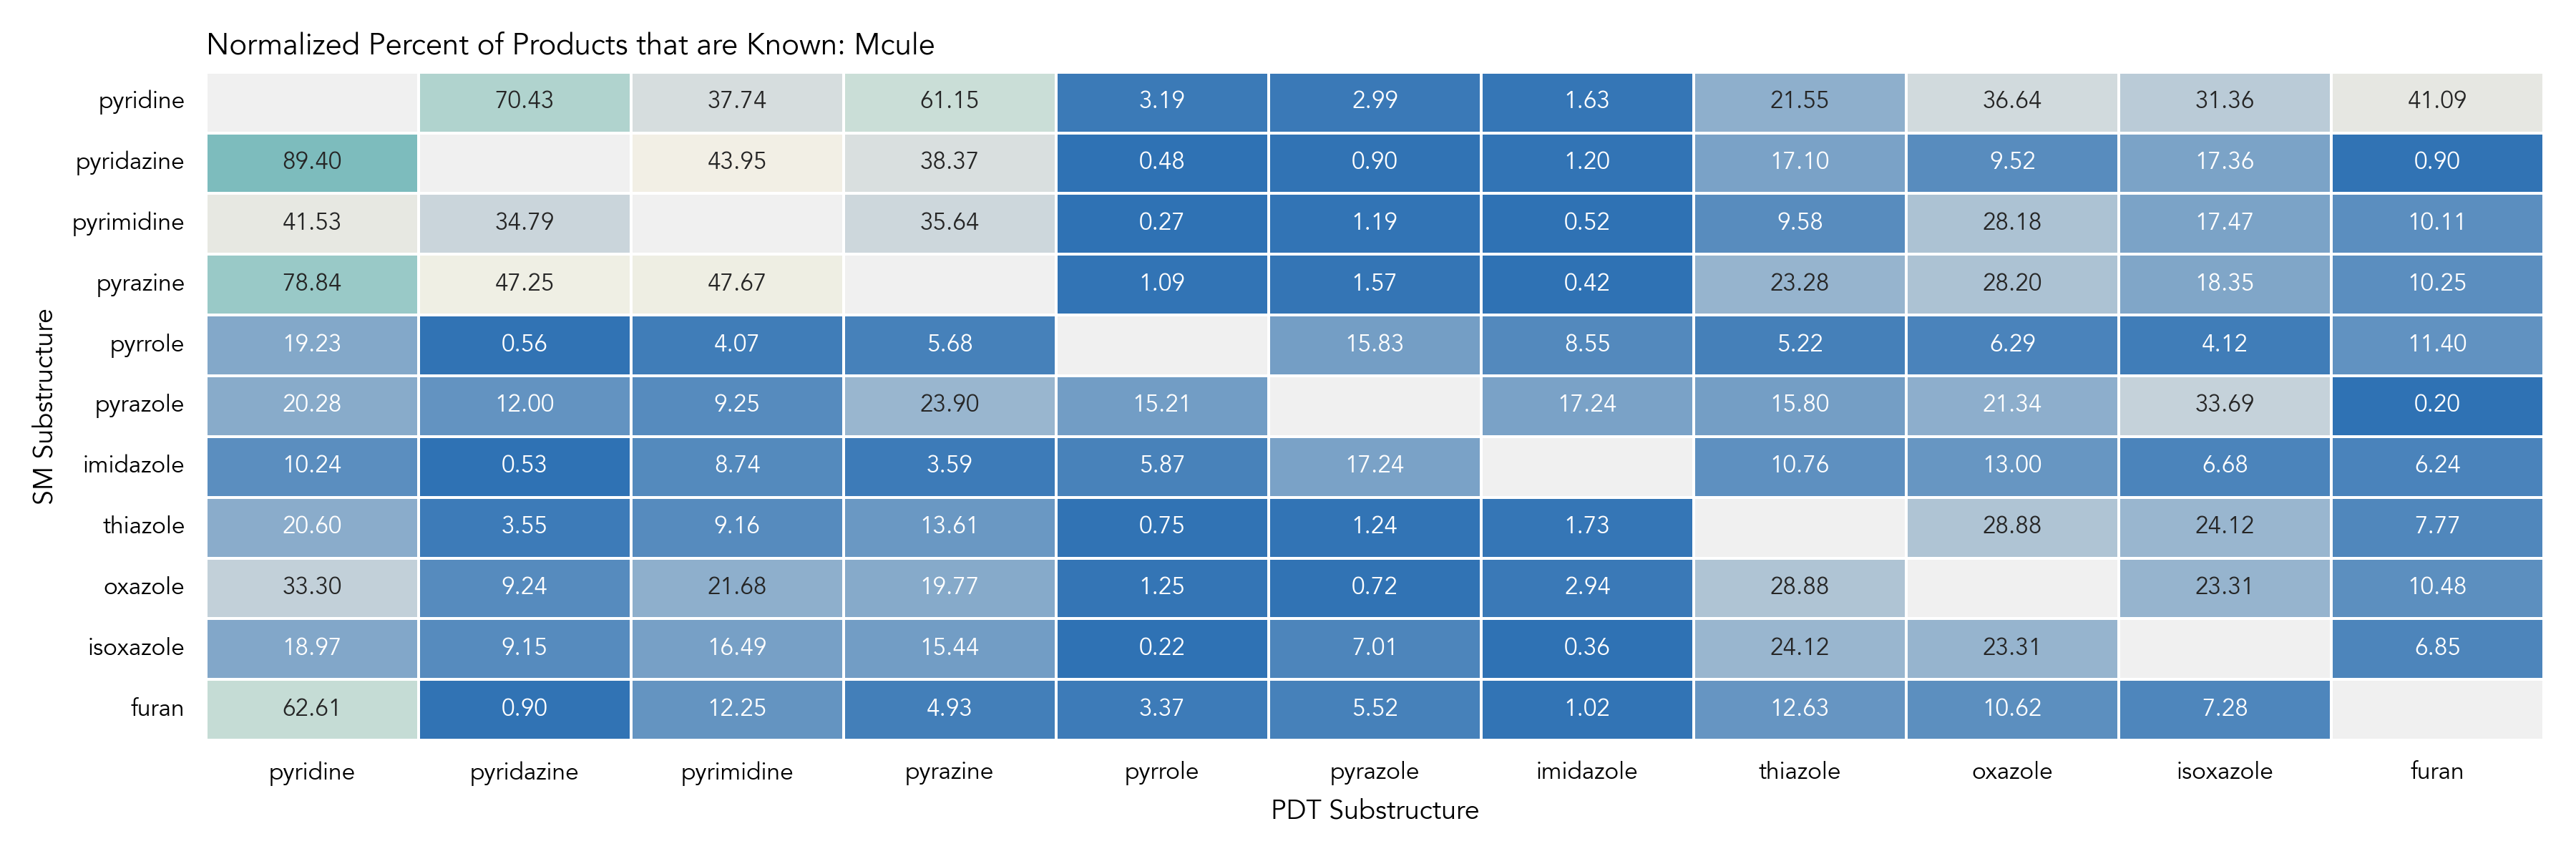 Normalized Percent of Products that are Known: Mcule
SM Substructure
pyridine 70.43 37.74 61.15 3.19 2.99 1.63 21.55 36.64 31.36 41.09
pyridazine 89.40 43.95 38.37 0.48 0.90 1.20 17.10 9.52 17.36 0.90
pyrimidine 41.53 34.79 35.64 0.27 1.19 0.52 9.58 28.18 17.47 10.11
pyrazine 78.84 47.25 47.67 1.09 1.57 0.42 23.28 28.20 18.35 10.25
pyrrole 19.23 0.56 4.07 5.68 15.83 8.55 5.22 6.29 4.12 11.40
pyrazole 20.28 12.00 9.25 23.90 15.21 17.24 15.80 21.34 33.69 0.20
imidazole 10.24 0.53 8.74 3.59 5.87 17.24 10.76 13.00 6.68 6.24
thiazole 20.60 3.55 9.16 13.61 0.75 1.24 1.73 28.88 24.12 7.77
oxazole 33.30 9.24 21.68 19.77 1.25 0.72 2.94 28.88 23.31 10.48
isoxazole 18.97 9.15 16.49 15.44 0.22 7.01 0.36 24.12 23.31 6.85
furan 62.61 0.90 12.25 4.93 3.37 5.52 1.02 12.63 10.62 7.28
pyridine pyridazine pyrimidine pyrazine pyrrole pyrazole imidazole thiazole oxazole isoxazole furan
PDT Substructure